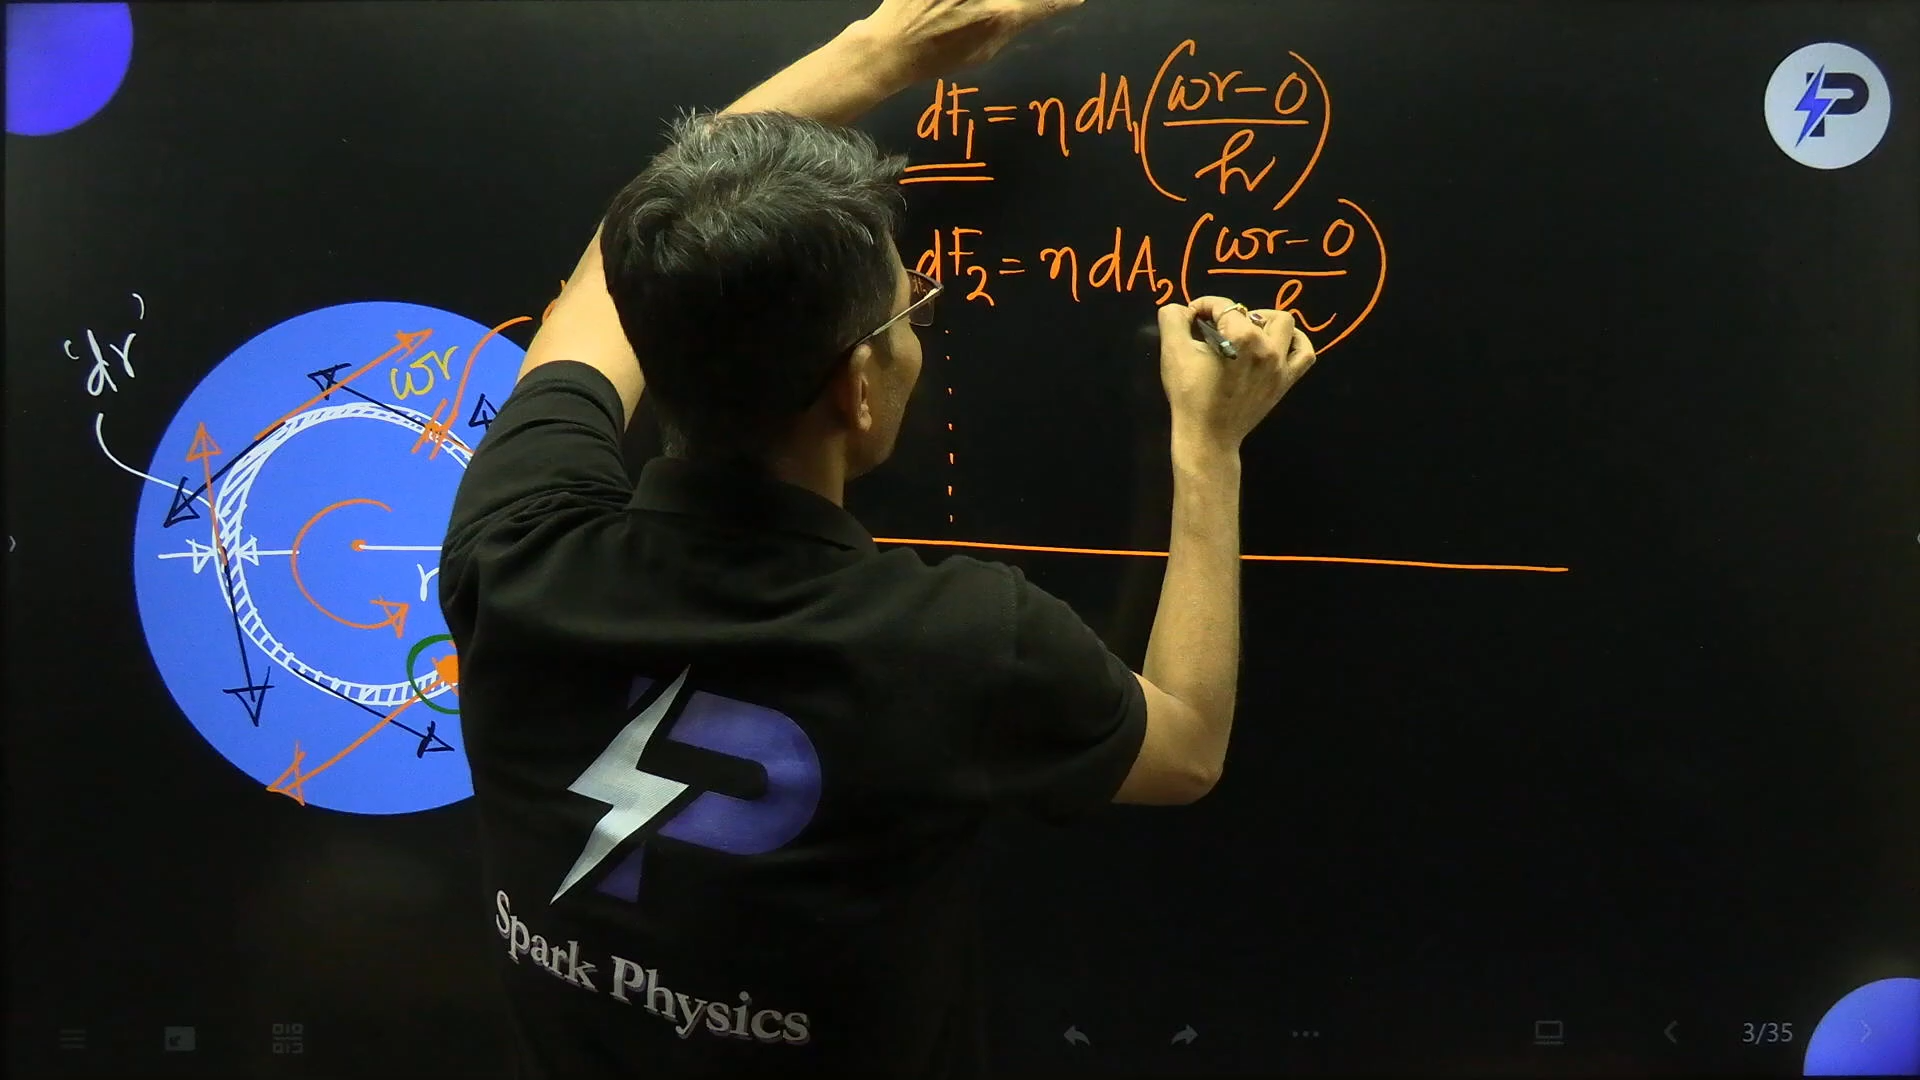 dF₁ = η dA₁ (ωr - 0 / h)
dF₂ = η dA₂ (ωr - 0 / h)
'dr'
ωr
r
P
Spark Physics
3/35